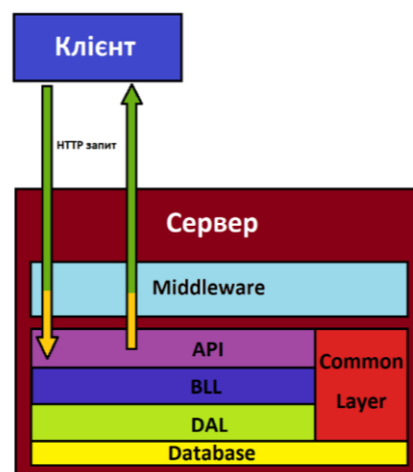 Клієнт
HTTP запит
Сервер
Middleware
API
Common
Layer
BLL
DAL
Database